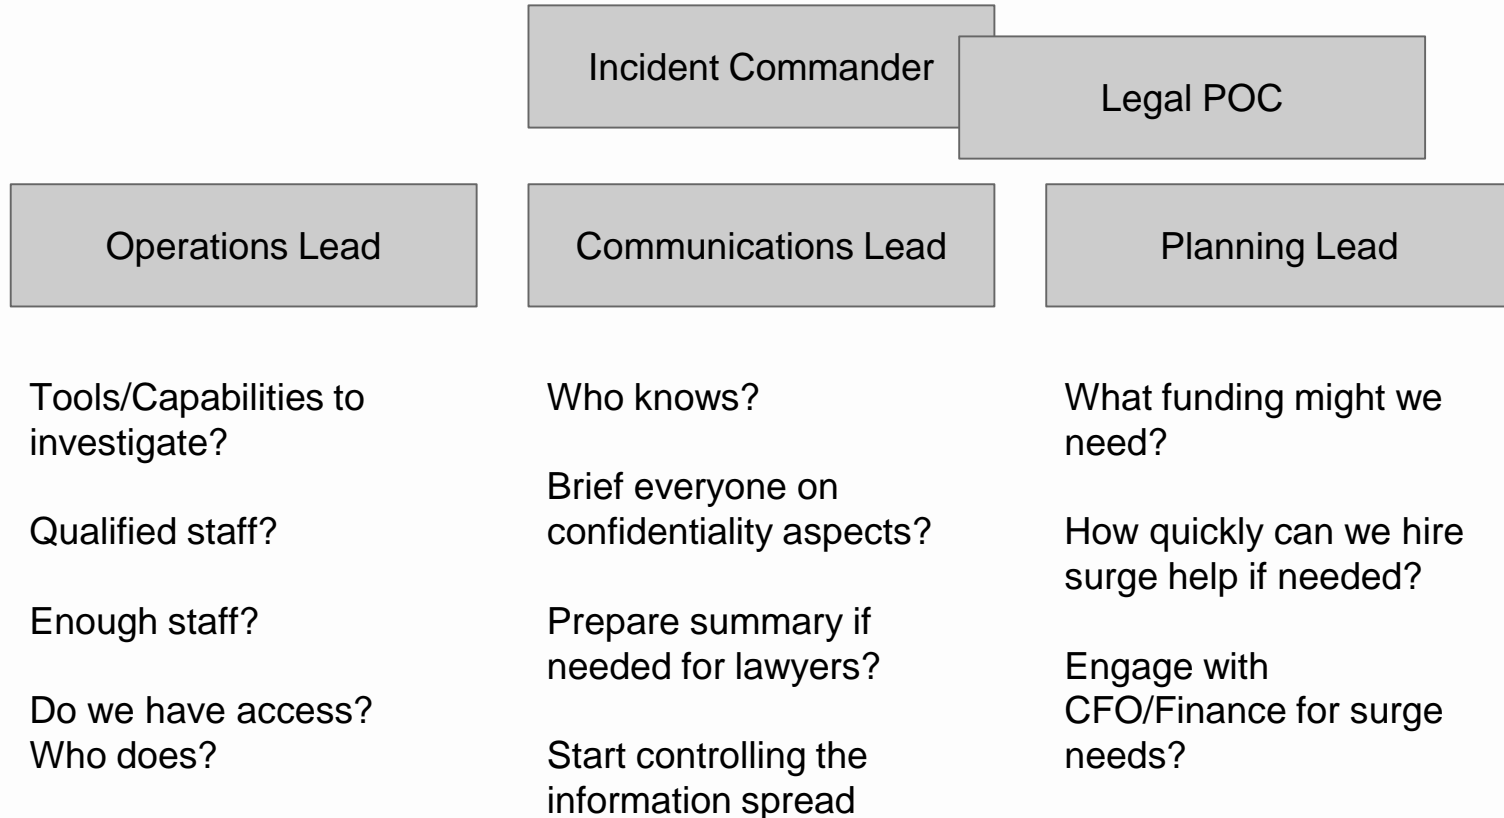 Incident Commander
Legal POC
Operations Lead
Communications Lead
Planning Lead
Tools/Capabilities to
investigate?
Qualified staff?
Enough staff?
Do we have access?
Who does?
Who knows?
Brief everyone on
confidentiality aspects?
Prepare summary if
needed for lawyers?
Start controlling the
information spread
What funding might we
need?
How quickly can we hire
surge help if needed?
Engage with
CFO/Finance for surge
needs?